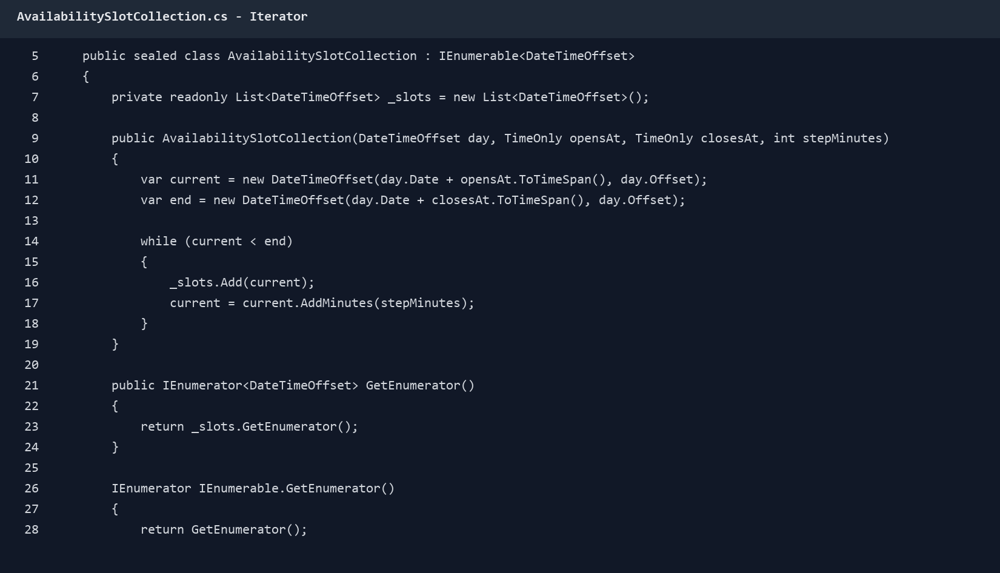 AvailabilitySlotCollection.cs - Iterator
5 public sealed class AvailabilitySlotCollection : IEnumerable<DateTimeOffset>
6 {
7 private readonly List<DateTimeOffset> _slots = new List<DateTimeOffset>();
8
9 public AvailabilitySlotCollection(DateTimeOffset day, TimeOnly opensAt, TimeOnly closesAt, int stepMinutes)
10 {
11 var current = new DateTimeOffset(day.Date + opensAt.ToTimeSpan(), day.Offset);
12 var end = new DateTimeOffset(day.Date + closesAt.ToTimeSpan(), day.Offset);
13
14 while (current < end)
15 {
16 _slots.Add(current);
17 current = current.AddMinutes(stepMinutes);
18 }
19 }
20
21 public IEnumerator<DateTimeOffset> GetEnumerator()
22 {
23 return _slots.GetEnumerator();
24 }
25
26 IEnumerator IEnumerable.GetEnumerator()
27 {
28 return GetEnumerator();